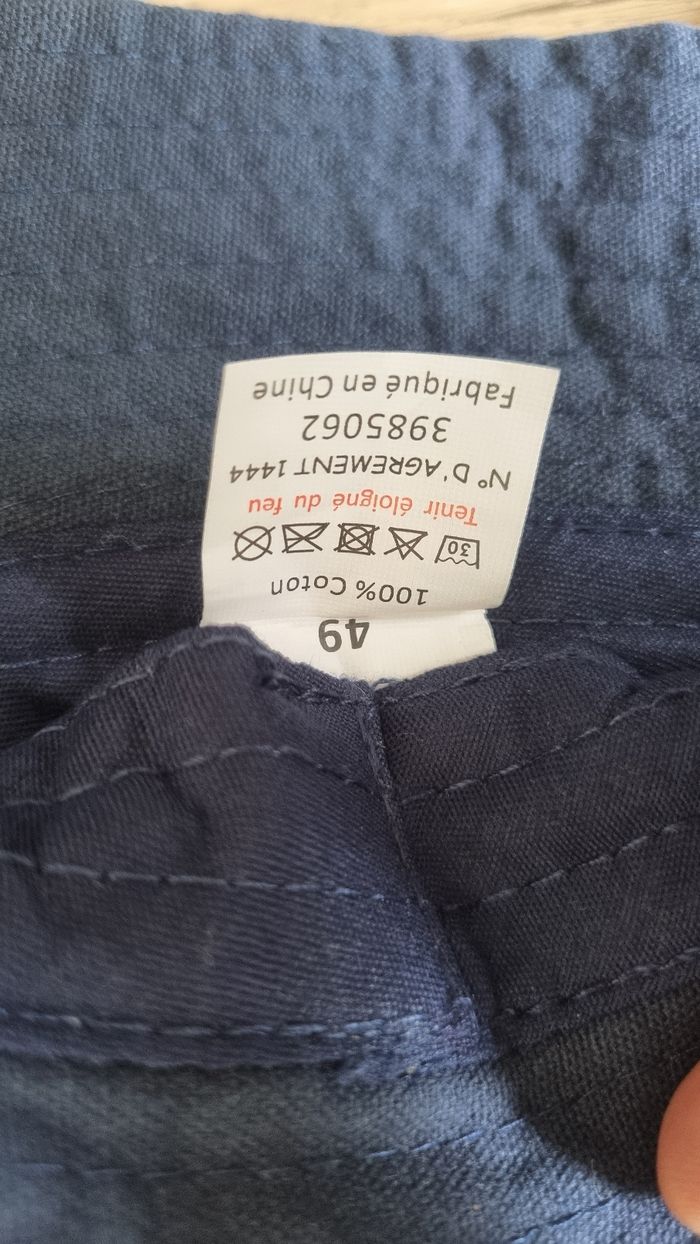 Fabriqué en Chine
3985062
N° D'AGREMENT 1444
Tenir éloigné du feu
30
100% Coton
49